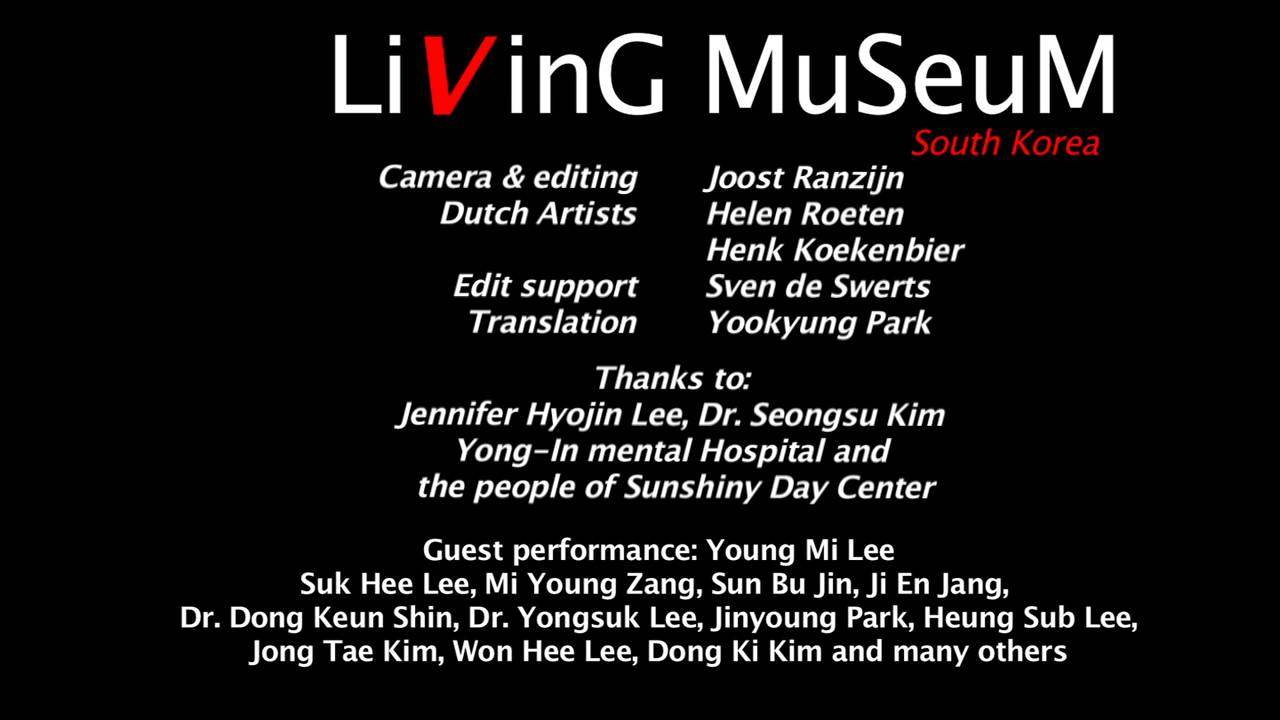 LiVinG MuSeuM
South Korea
Camera & editing Joost Ranzijn
Dutch Artists Helen Roeten
Henk Koekenbier
Edit support Sven de Swerts
Translation Yookyung Park
Thanks to:
Jennifer Hyojin Lee, Dr. Seongsu Kim
Yong-In mental Hospital and
the people of Sunshiny Day Center
Guest performance: Young Mi Lee
Suk Hee Lee, Mi Young Zang, Sun Bu Jin, Ji En Jang,
Dr. Dong Keun Shin, Dr. Yongsuk Lee, Jinyoung Park, Heung Sub Lee,
Jong Tae Kim, Won Hee Lee, Dong Ki Kim and many others